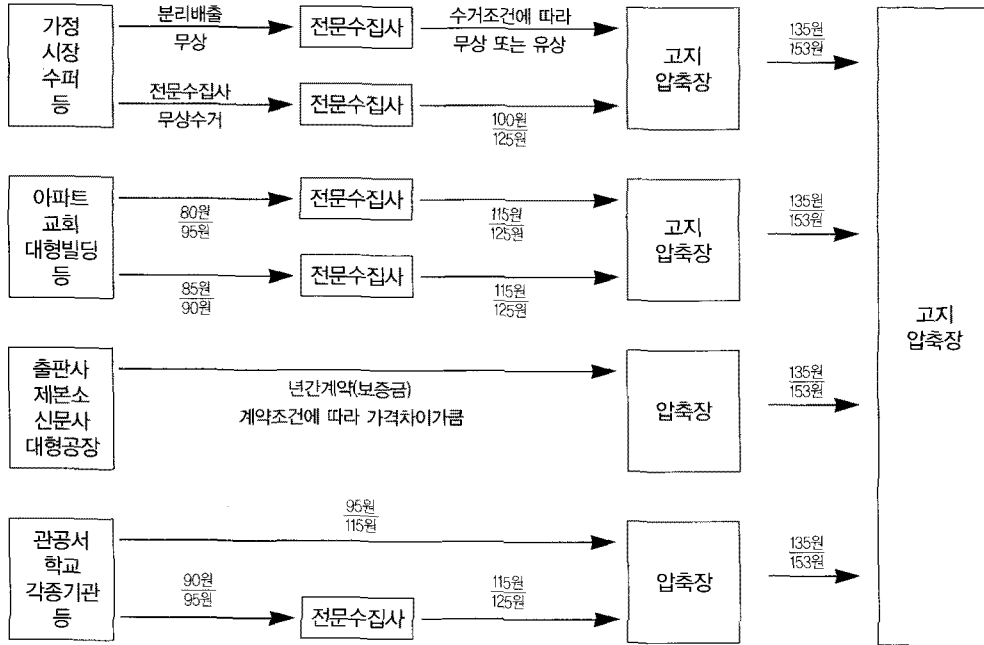 가정
시장
수퍼
등
분리배출
무상
전문수집사
수거조건에 따라
무상 또는 유상
전문수집사
무상수거
전문수집사
100원
125원
고지
압축장
135원
153원
아파트
교회
대형빌딩
등
80원
95원
전문수집사
115원
125원
85원
90원
전문수집사
115원
125원
고지
압축장
135원
153원
출판사
제본소
신문사
대형공장
년간계약(보증금)
계약조건에 따라 가격차이가큼
압축장
135원
153원
관공서
학교
각종기관
등
95원
115원
90원
95원
전문수집사
115원
125원
압축장
135원
153원
고지
압축장